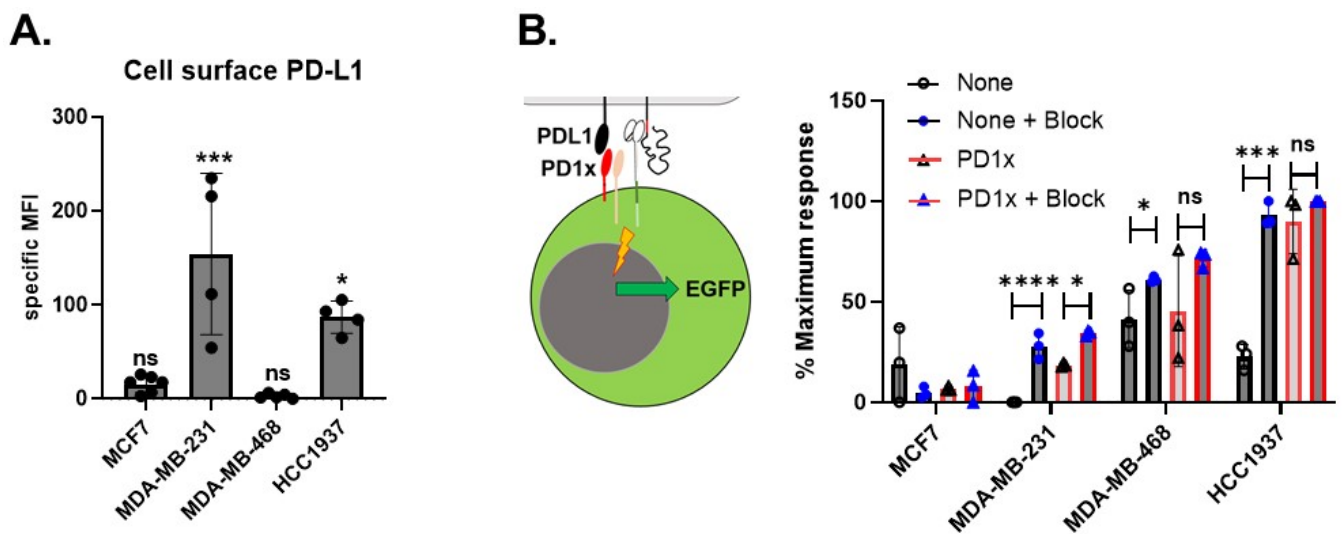 A.
Cell surface PD-L1
specific MFI
300
200
100
0
ns
***
ns
*
MCF7
MDA-MB-231
MDA-MB-468
HCC1937
B.
PDL1
PD1x
EGFP
None
None + Block
PD1x
PD1x + Block
% Maximum response
150
100
50
0
**** *
* ns
*** ns
MCF7
MDA-MB-231
MDA-MB-468
HCC1937